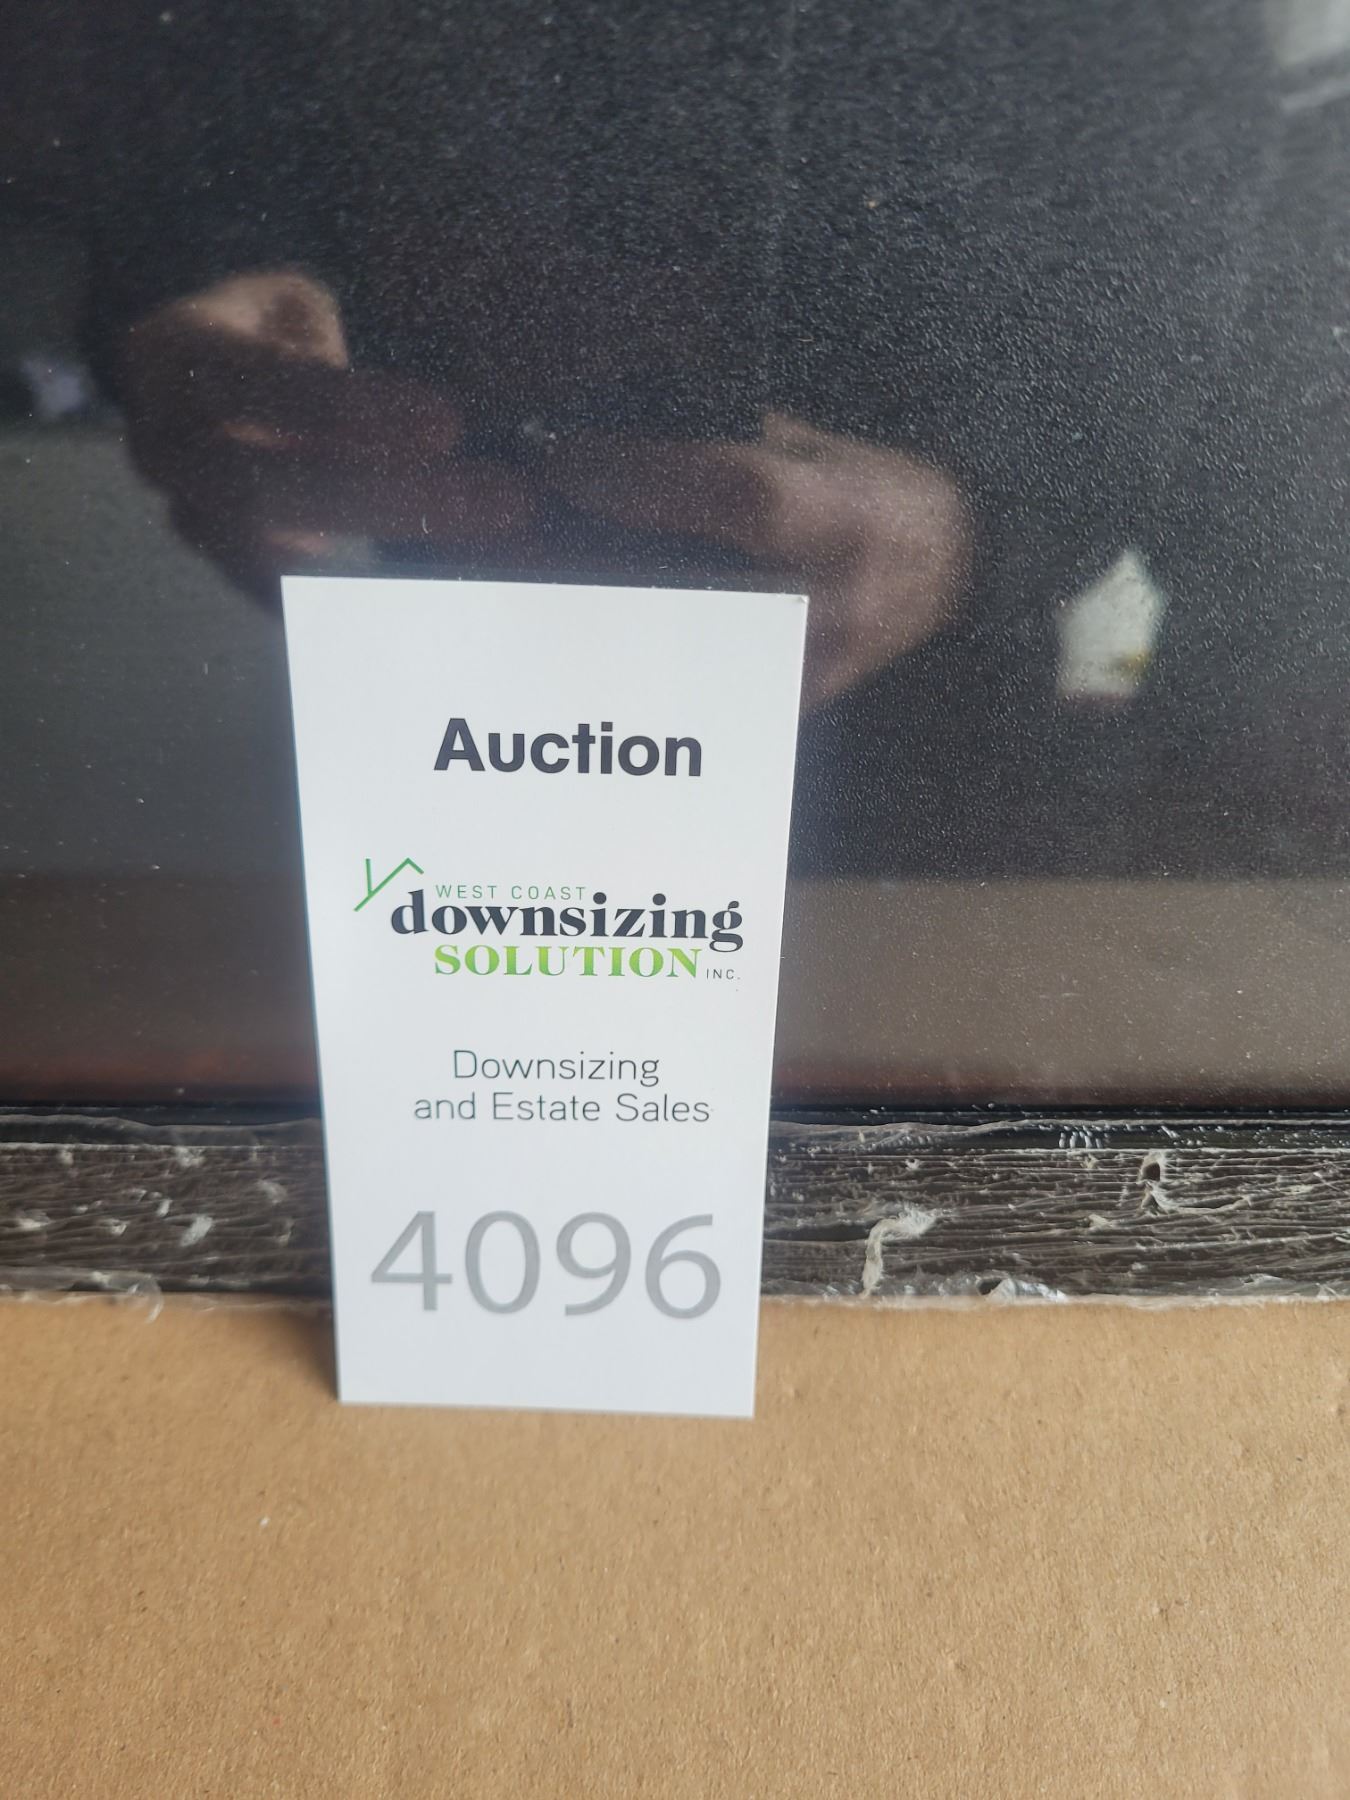 Auction
WEST COAST
downsizing
SOLUTION INC.
Downsizing
and Estate Sales
4096